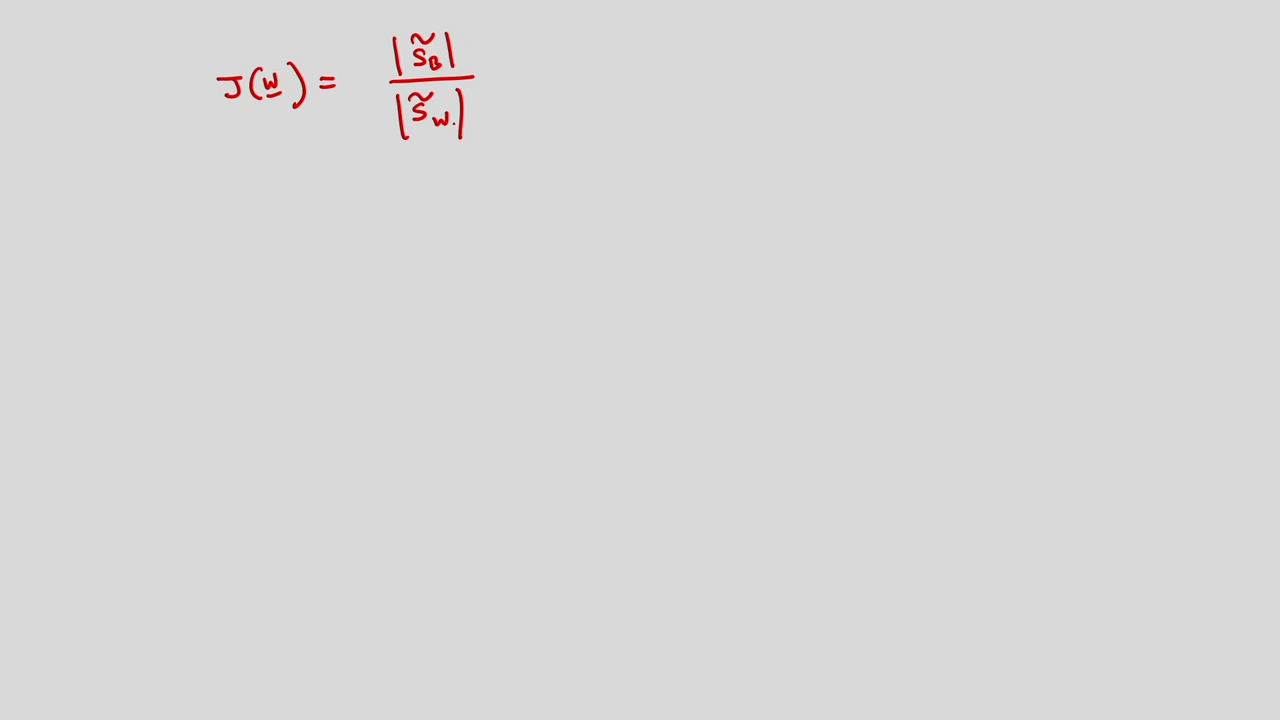 J(w) = |S̃_B| / |S̃_W.|